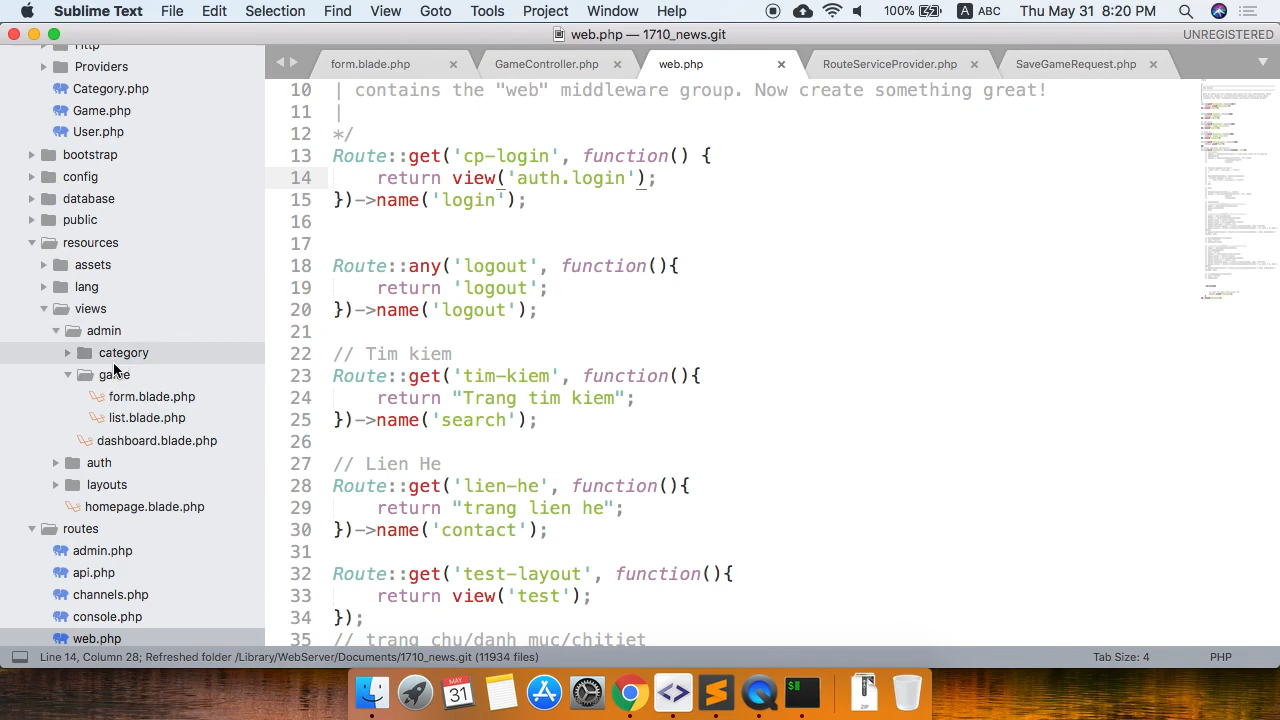 Sublime Text File Edit Selection Find View Goto Tools Project Window Help 100% A ABC Thu May 31 8:20 PM
web.php — 1710_news.git UNREGISTERED
form.blade.php GameController.php web.php RouteServiceProvider.php SaveGameRequest.php
Http
Providers
Category.php
Game.php
User.php
bootstrap
config
public
resources
assets
lang
views
admin
category
game
form.blade.php
list.blade.php
dashboard.blade.php
auth
layouts
homepage.blade.php
routes
admin.php
api.php
channels.php
console.php
web.php
10 | contains the "web" middleware group. Now create something great!
11 |
12 */
13 Route::get('cp-login', function() {
14 return view('auth.login');
15 })->name('login');
16
17
18 Route::any('logout', function(){
19 return 'logout';
20 })->name('logout');
21
22 // Tim kiem
23 Route::get('tim-kiem', function(){
24 return "Trang tim kiem";
25 })->name('search');
26
27 // Lien He
28 Route::get('lien-he', function(){
29 return "trang lien he";
30 })->name('contact');
31
32 Route::get('test-layout', function(){
33 return view('test');
34 });
35 // trang chu/danh muc/chitiet
Line 14, Column 28; Refreshed folder /Library/WebServer/Documents/1710_news.git (11934 files) Tab Size: 4 PHP
MAY
31
ZIP